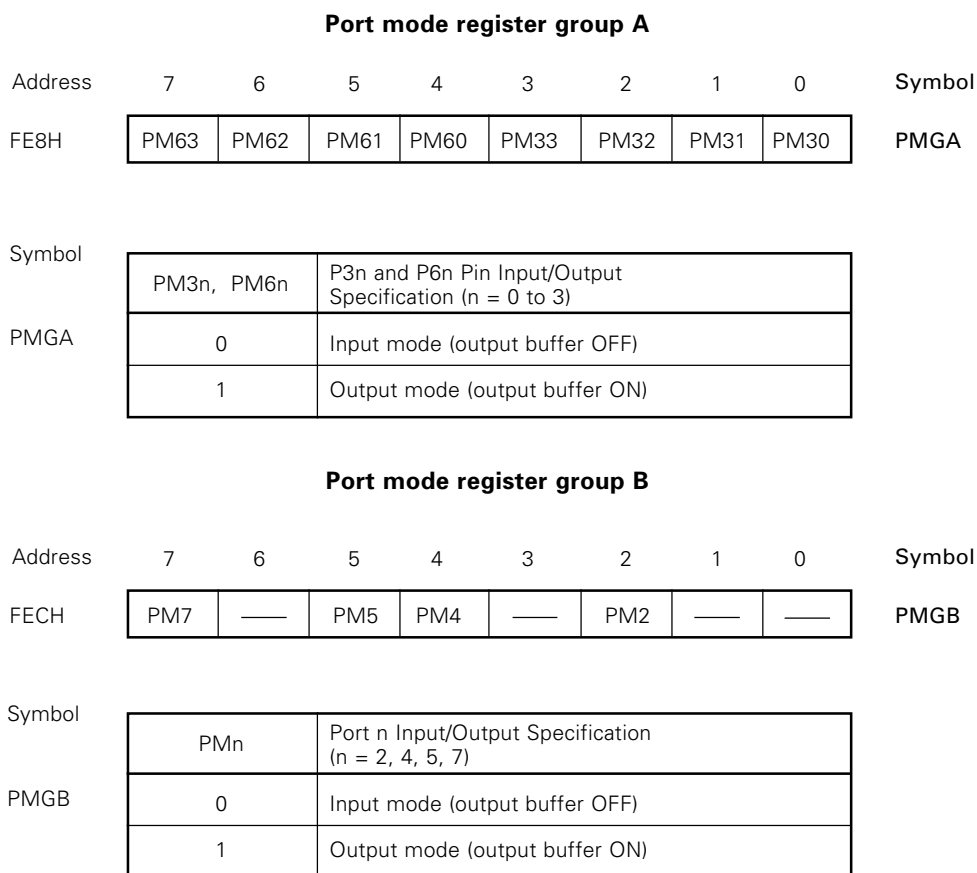 Port mode register group A
Address 7 6 5 4 3 2 1 0 Symbol
FE8H PM63 PM62 PM61 PM60 PM33 PM32 PM31 PM30 PMGA
Symbol
PM3n, PM6n P3n and P6n Pin Input/Output
Specification (n = 0 to 3)
PMGA 0 Input mode (output buffer OFF)
1 Output mode (output buffer ON)
Port mode register group B
Address 7 6 5 4 3 2 1 0 Symbol
FECH PM7 —— PM5 PM4 —— PM2 —— —— PMGB
Symbol
PMn Port n Input/Output Specification
(n = 2, 4, 5, 7)
PMGB 0 Input mode (output buffer OFF)
1 Output mode (output buffer ON)